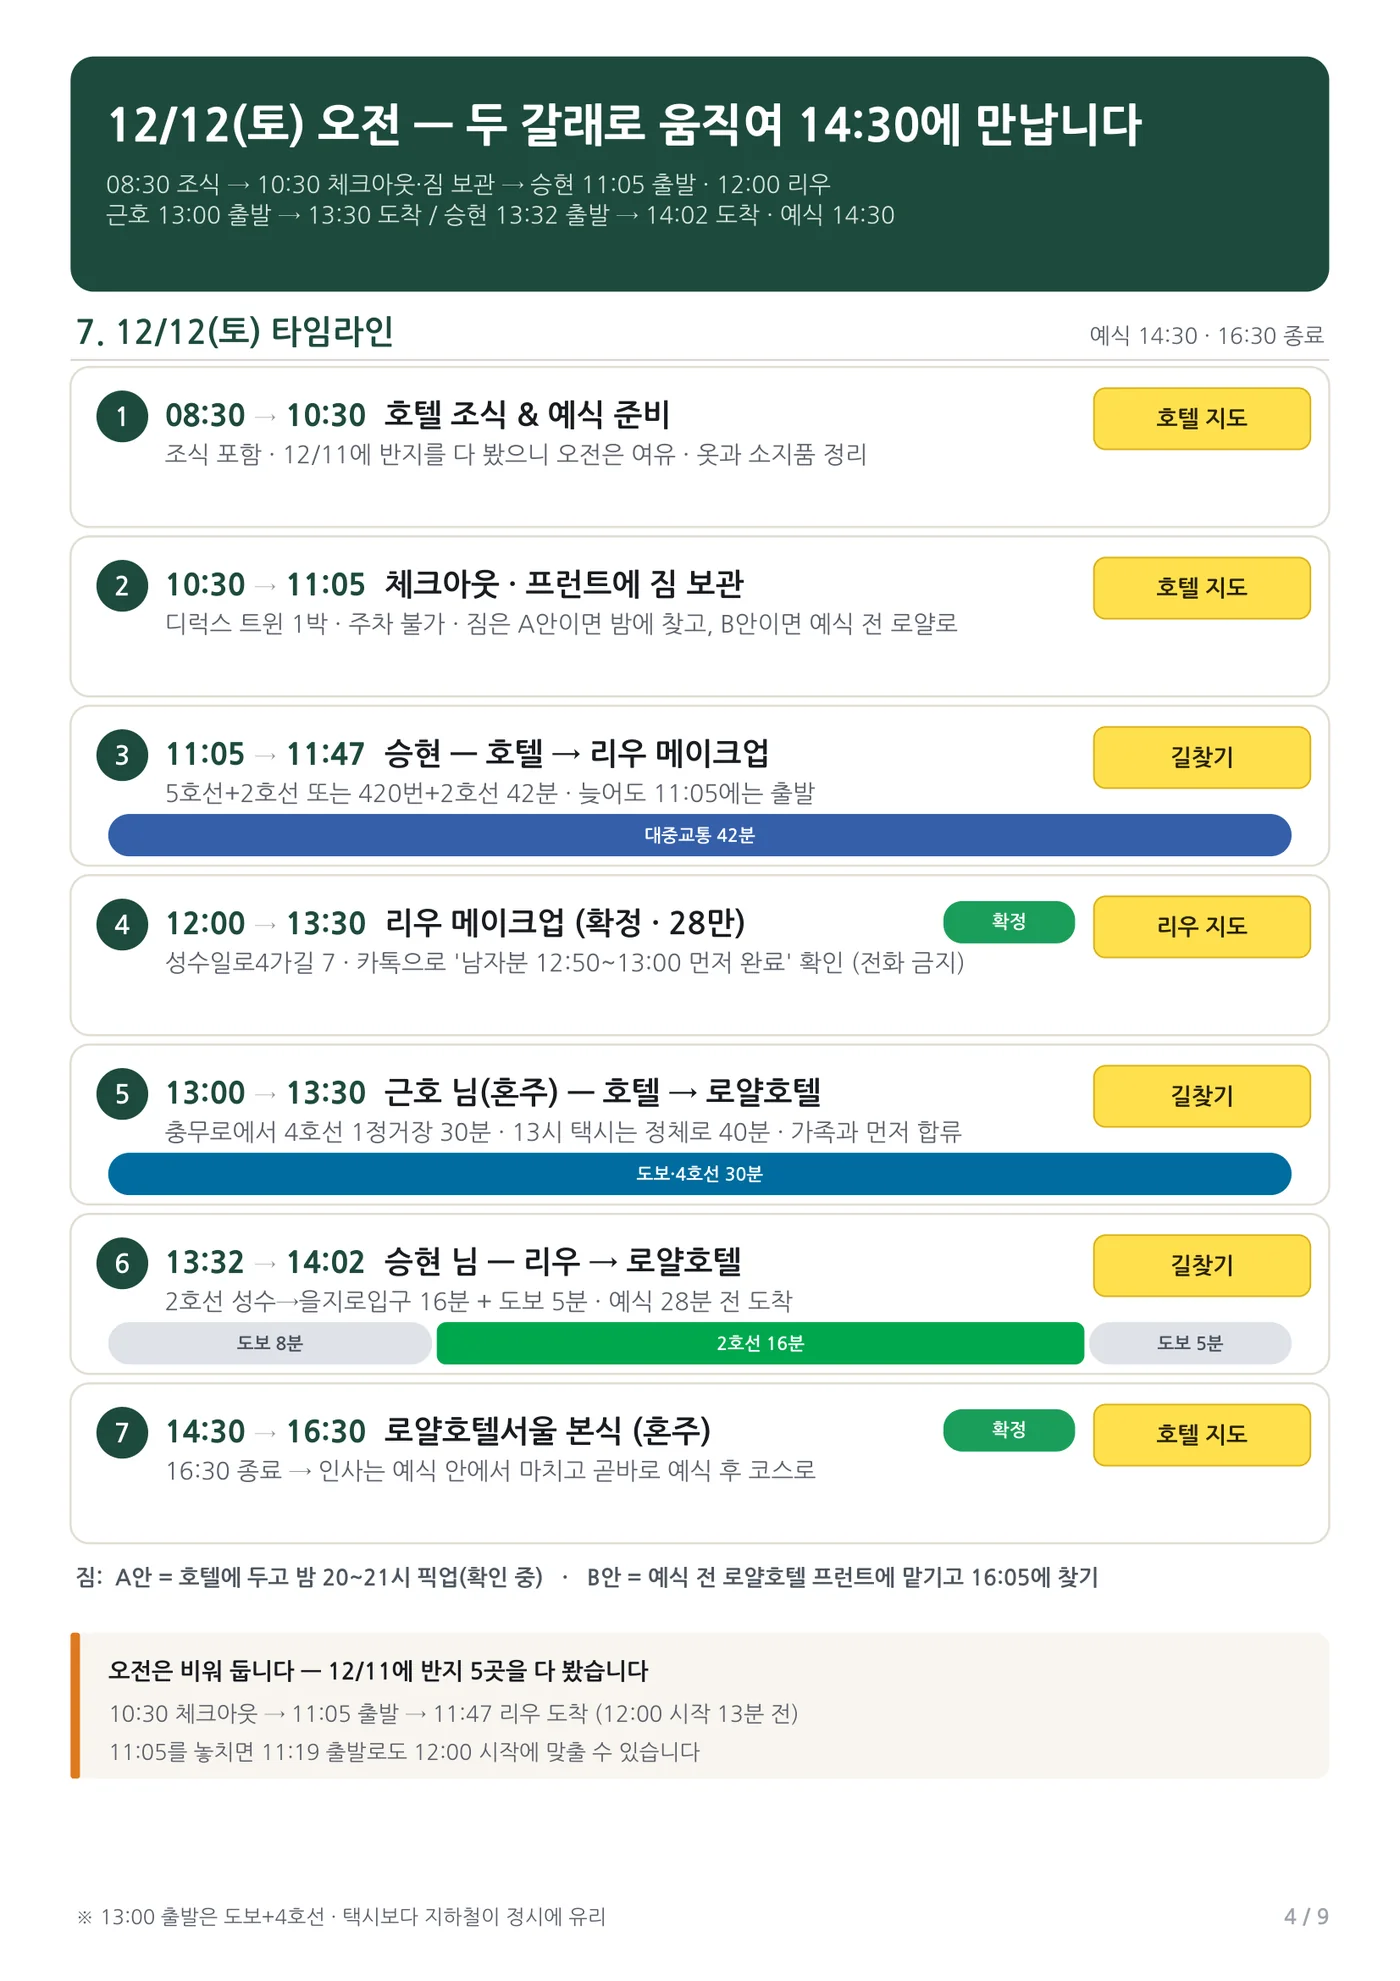 12/12(토) 오전 — 두 갈래로 움직여 14:30에 만납니다
08:30 조식 → 10:30 체크아웃·짐 보관 → 승현 11:05 출발 · 12:00 리우
근호 13:00 출발 → 13:30 도착 / 승현 13:32 출발 → 14:02 도착 · 예식 14:30
7. 12/12(토) 타임라인
예식 14:30 · 16:30 종료
1 08:30 → 10:30 호텔 조식 & 예식 준비
호텔 지도
조식 포함 · 12/11에 반지를 다 봤으니 오전은 여유 · 옷과 소지품 정리
2 10:30 → 11:05 체크아웃 · 프런트에 짐 보관
호텔 지도
디럭스 트윈 1박 · 주차 불가 · 짐은 A안이면 밤에 찾고, B안이면 예식 전 로얄로
3 11:05 → 11:47 승현 — 호텔 → 리우 메이크업
길찾기
5호선+2호선 또는 420번+2호선 42분 · 늦어도 11:05에는 출발
대중교통 42분
4 12:00 → 13:30 리우 메이크업 (확정 · 28만)
확정
리우 지도
성수일로4가길 7 · 카톡으로 '남자분 12:50~13:00 먼저 완료' 확인 (전화 금지)
5 13:00 → 13:30 근호 님(혼주) — 호텔 → 로얄호텔
길찾기
충무로에서 4호선 1정거장 30분 · 13시 택시는 정체로 40분 · 가족과 먼저 합류
도보·4호선 30분
6 13:32 → 14:02 승현 님 — 리우 → 로얄호텔
길찾기
2호선 성수→을지로입구 16분 + 도보 5분 · 예식 28분 전 도착
도보 8분
2호선 16분
도보 5분
7 14:30 → 16:30 로얄호텔서울 본식 (혼주)
확정
호텔 지도
16:30 종료 → 인사는 예식 안에서 마치고 곧바로 예식 후 코스로
짐: A안 = 호텔에 두고 밤 20~21시 픽업(확인 중) · B안 = 예식 전 로얄호텔 프런트에 맡기고 16:05에 찾기
오전은 비워 둡니다 — 12/11에 반지 5곳을 다 봤습니다
10:30 체크아웃 → 11:05 출발 → 11:47 리우 도착 (12:00 시작 13분 전)
11:05를 놓치면 11:19 출발로도 12:00 시작에 맞출 수 있습니다
※ 13:00 출발은 도보+4호선 · 택시보다 지하철이 정시에 유리
4 / 9